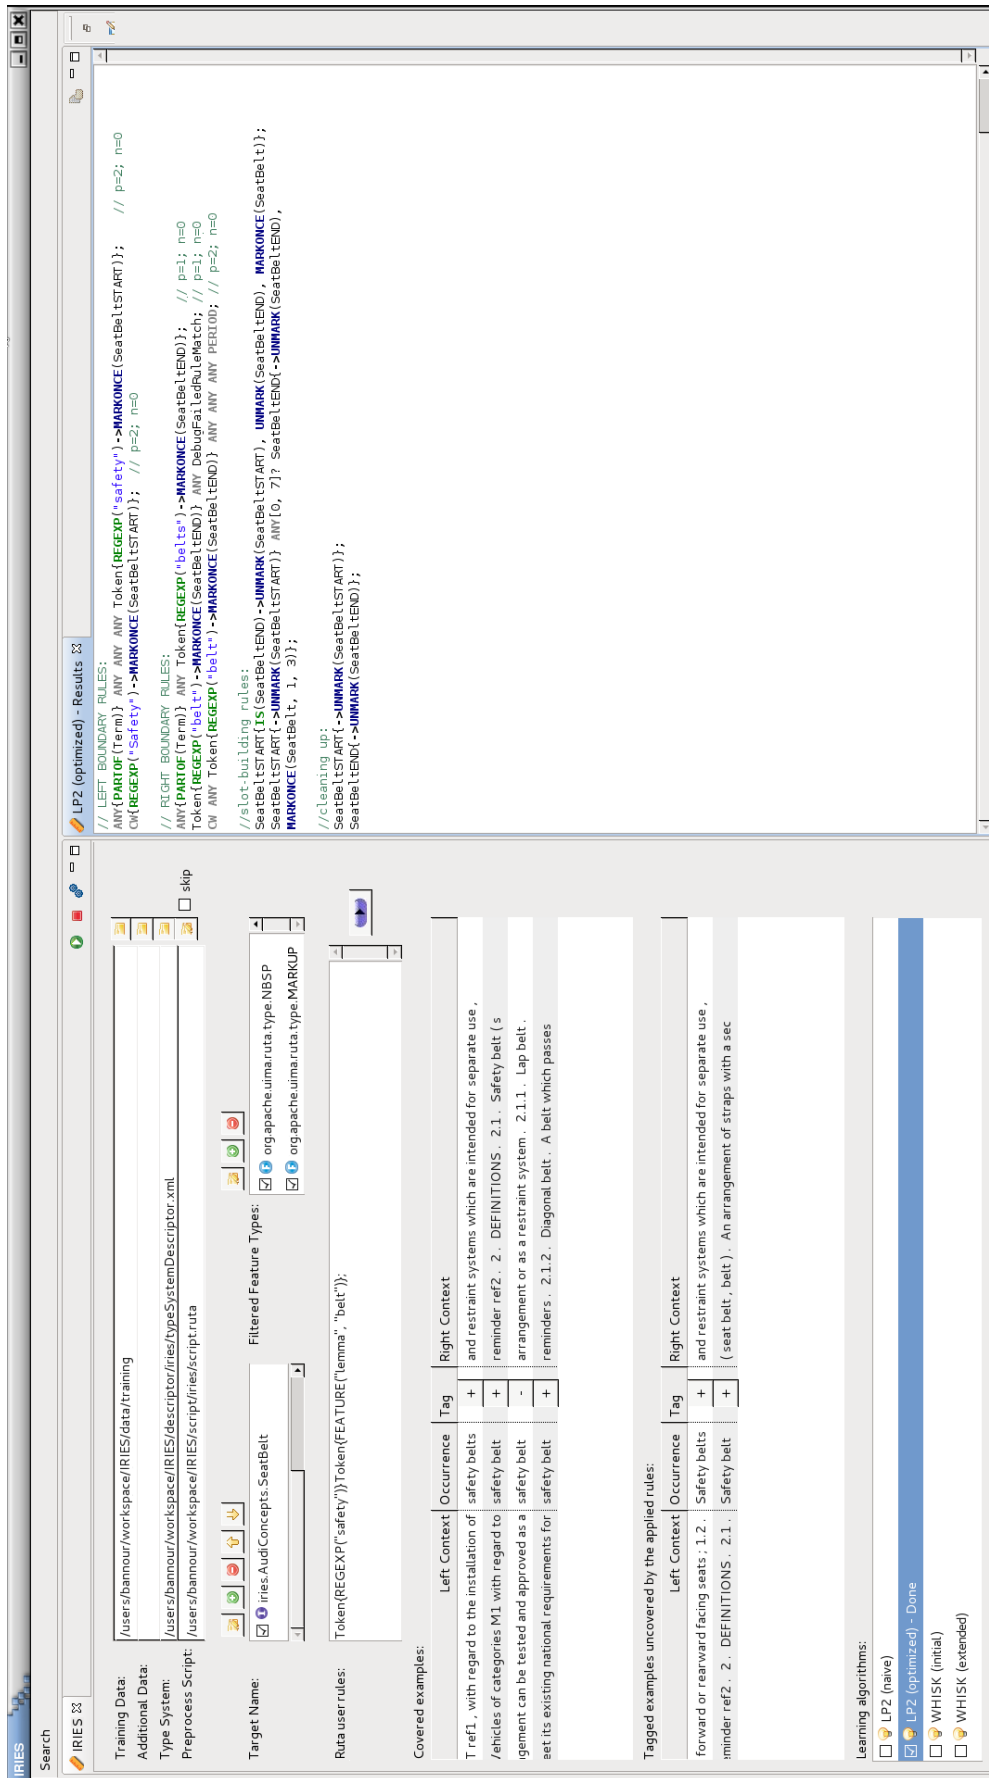 IRIES
Search
IRIES
Training Data:
/users/bannour/workspace/IRIES/data/training
Additional Data:
Type System:
/users/bannour/workspace/IRIES/descriptor/iries/typeSystemDescriptor.xml
Preprocess Script:
/users/bannour/workspace/IRIES/script/iries/script.ruta
skip
Target Name:
iries.AudiConcepts.SeatBelt
Filtered Feature Types:
org.apache.uima.ruta.type.NBSP
org.apache.uima.ruta.type.MARKUP
Ruta user rules:
Token{REGEXP("safety")}Token{FEATURE("lemma", "belt")};
Covered examples:
Left Context Occurrence Tag Right Context
T ref1 , with regard to the installation of safety belts + and restraint systems which are intended for separate use ,
/ehicles of categories M1 with regard to safety belt + reminder ref2 . 2 . DEFINITIONS . 2.1 . Safety belt ( s
igement can be tested and approved as a safety belt - arrangement or as a restraint system . 2.1.1 . Lap belt .
eet its existing national requirements for safety belt + reminders . 2.1.2 . Diagonal belt . A belt which passes
Tagged examples uncovered by the applied rules:
Left Context Occurrence Tag Right Context
forward or rearward facing seats ; 1.2 . Safety belts + and restraint systems which are intended for separate use ,
:minder ref2 . 2 . DEFINITIONS . 2.1 . Safety belt + ( seat belt , belt ) . An arrangement of straps with a sec
Learning algorithms:
LP2 (naive)
LP2 (optimized) - Done
WHISK (initial)
WHISK (extended)
LP2 (optimized) - Results
// LEFT BOUNDARY RULES:
ANY{PARTOF(Term)} ANY ANY ANY Token{REGEXP("safety")->MARKONCE(SeatBeltSTART)}; // p=2; n=0
CW{REGEXP("Safety")->MARKONCE(SeatBeltSTART)}; // p=2; n=0
// RIGHT BOUNDARY RULES:
ANY{PARTOF(Term)} ANY Token{REGEXP("belts")->MARKONCE(SeatBeltEND)}; // p=1; n=0
Token{REGEXP("belt")->MARKONCE(SeatBeltEND)} ANY DebugFailedRuleMatch; // p=1; n=0
CW ANY Token{REGEXP("belt")->MARKONCE(SeatBeltEND)} ANY ANY ANY PERIOD; // p=2; n=0
//slot-building rules:
SeatBeltSTART{IS(SeatBeltEND)->UNMARK(SeatBeltSTART), UNMARK(SeatBeltEND), MARKONCE(SeatBelt)};
SeatBeltSTART{->UNMARK(SeatBeltSTART)} ANY[0, 7]? SeatBeltEND{->UNMARK(SeatBeltEND),
MARKONCE(SeatBelt, 1, 3)};
//cleaning up:
SeatBeltSTART{->UNMARK(SeatBeltSTART)};
SeatBeltEND{->UNMARK(SeatBeltEND)};